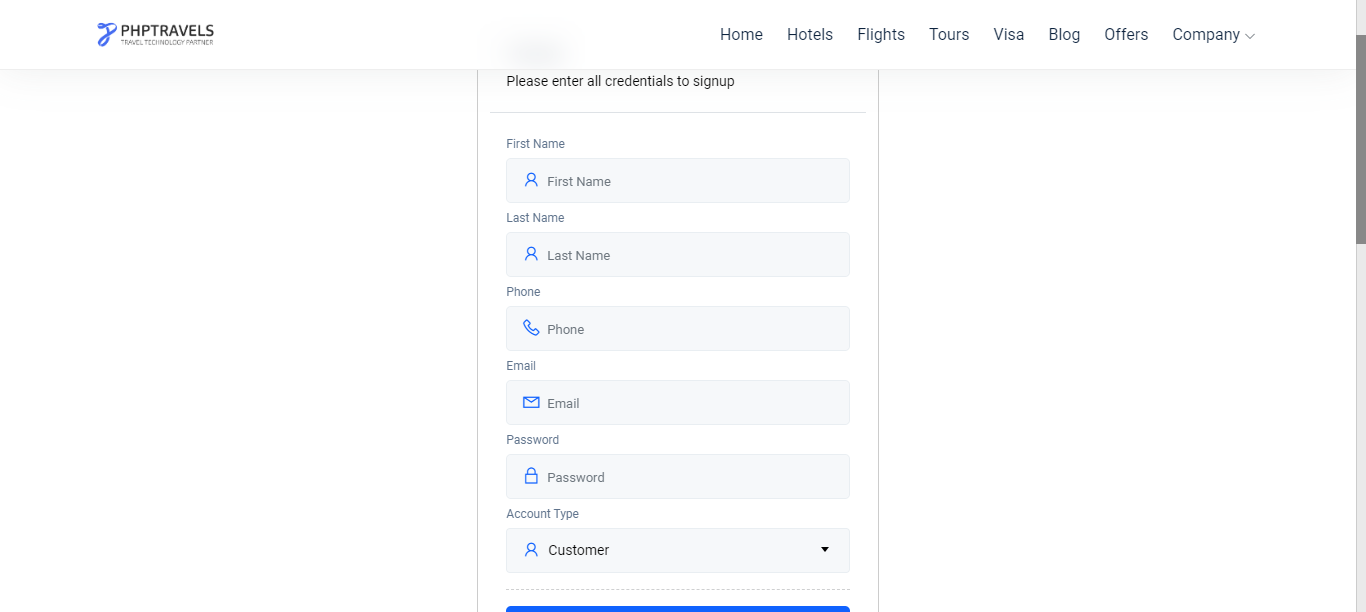 PHPTRAVELS
TRAVEL TECHNOLOGY PARTNER
Home Hotels Flights Tours Visa Blog Offers Company
Please enter all credentials to signup
First Name
First Name
Last Name
Last Name
Phone
Phone
Email
Email
Password
Password
Account Type
Customer